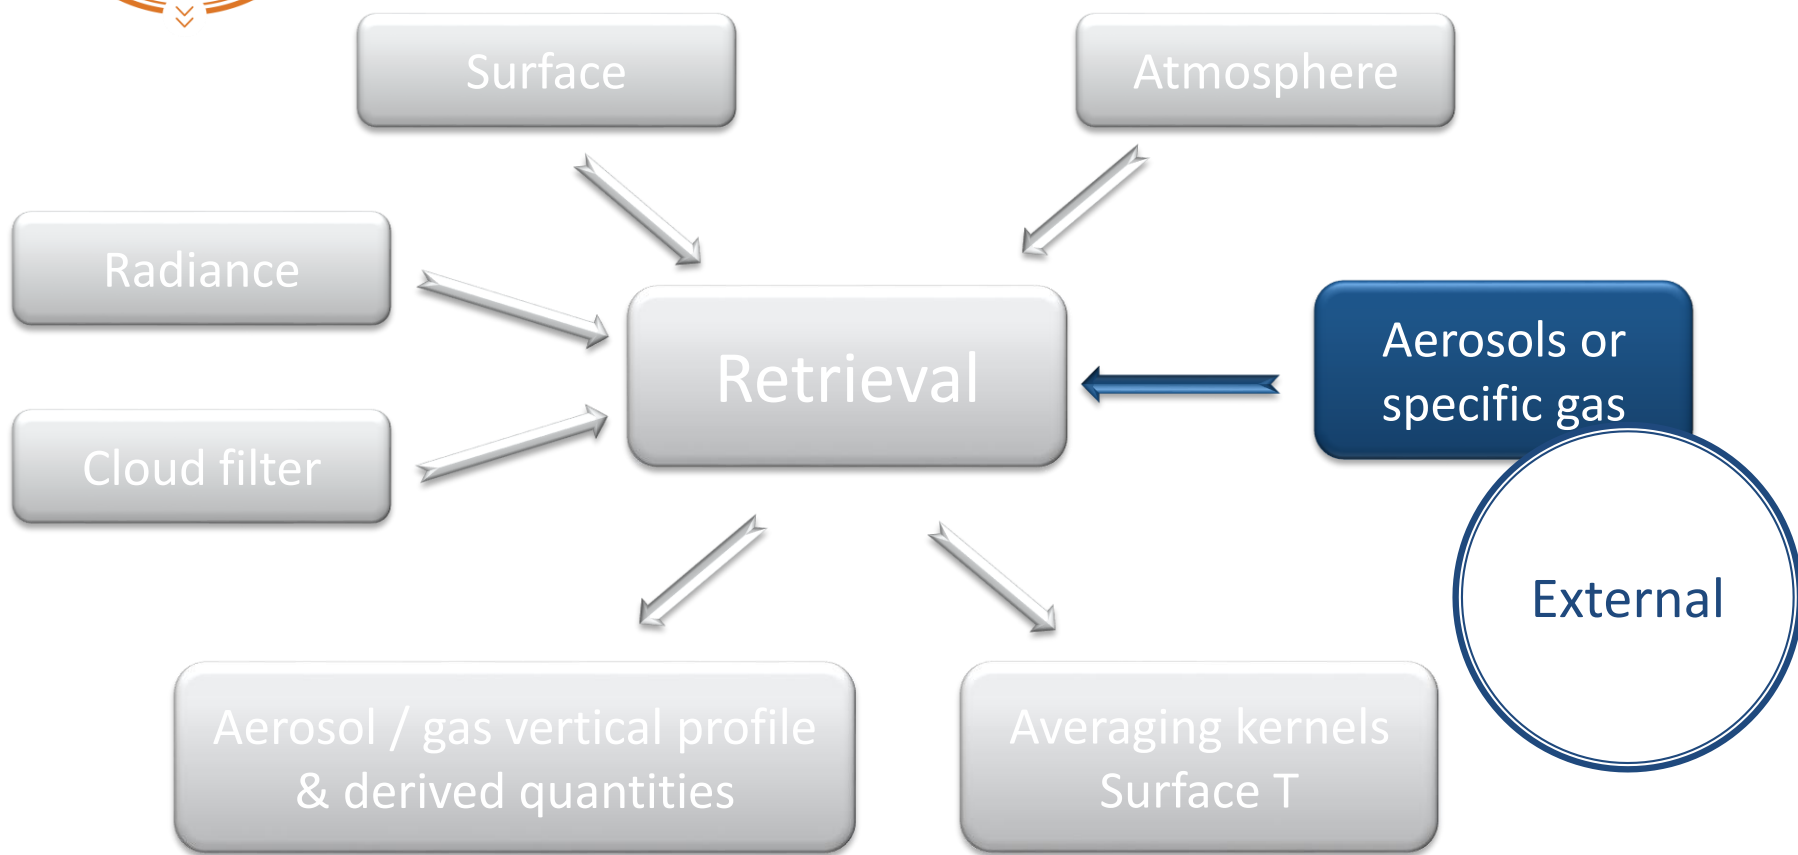 Surface
Atmosphere
Radiance
Aerosols or
specific gas
Retrieval
Cloud filter
External
Aerosol / gas vertical profile
& derived quantities
Averaging kernels
Surface T